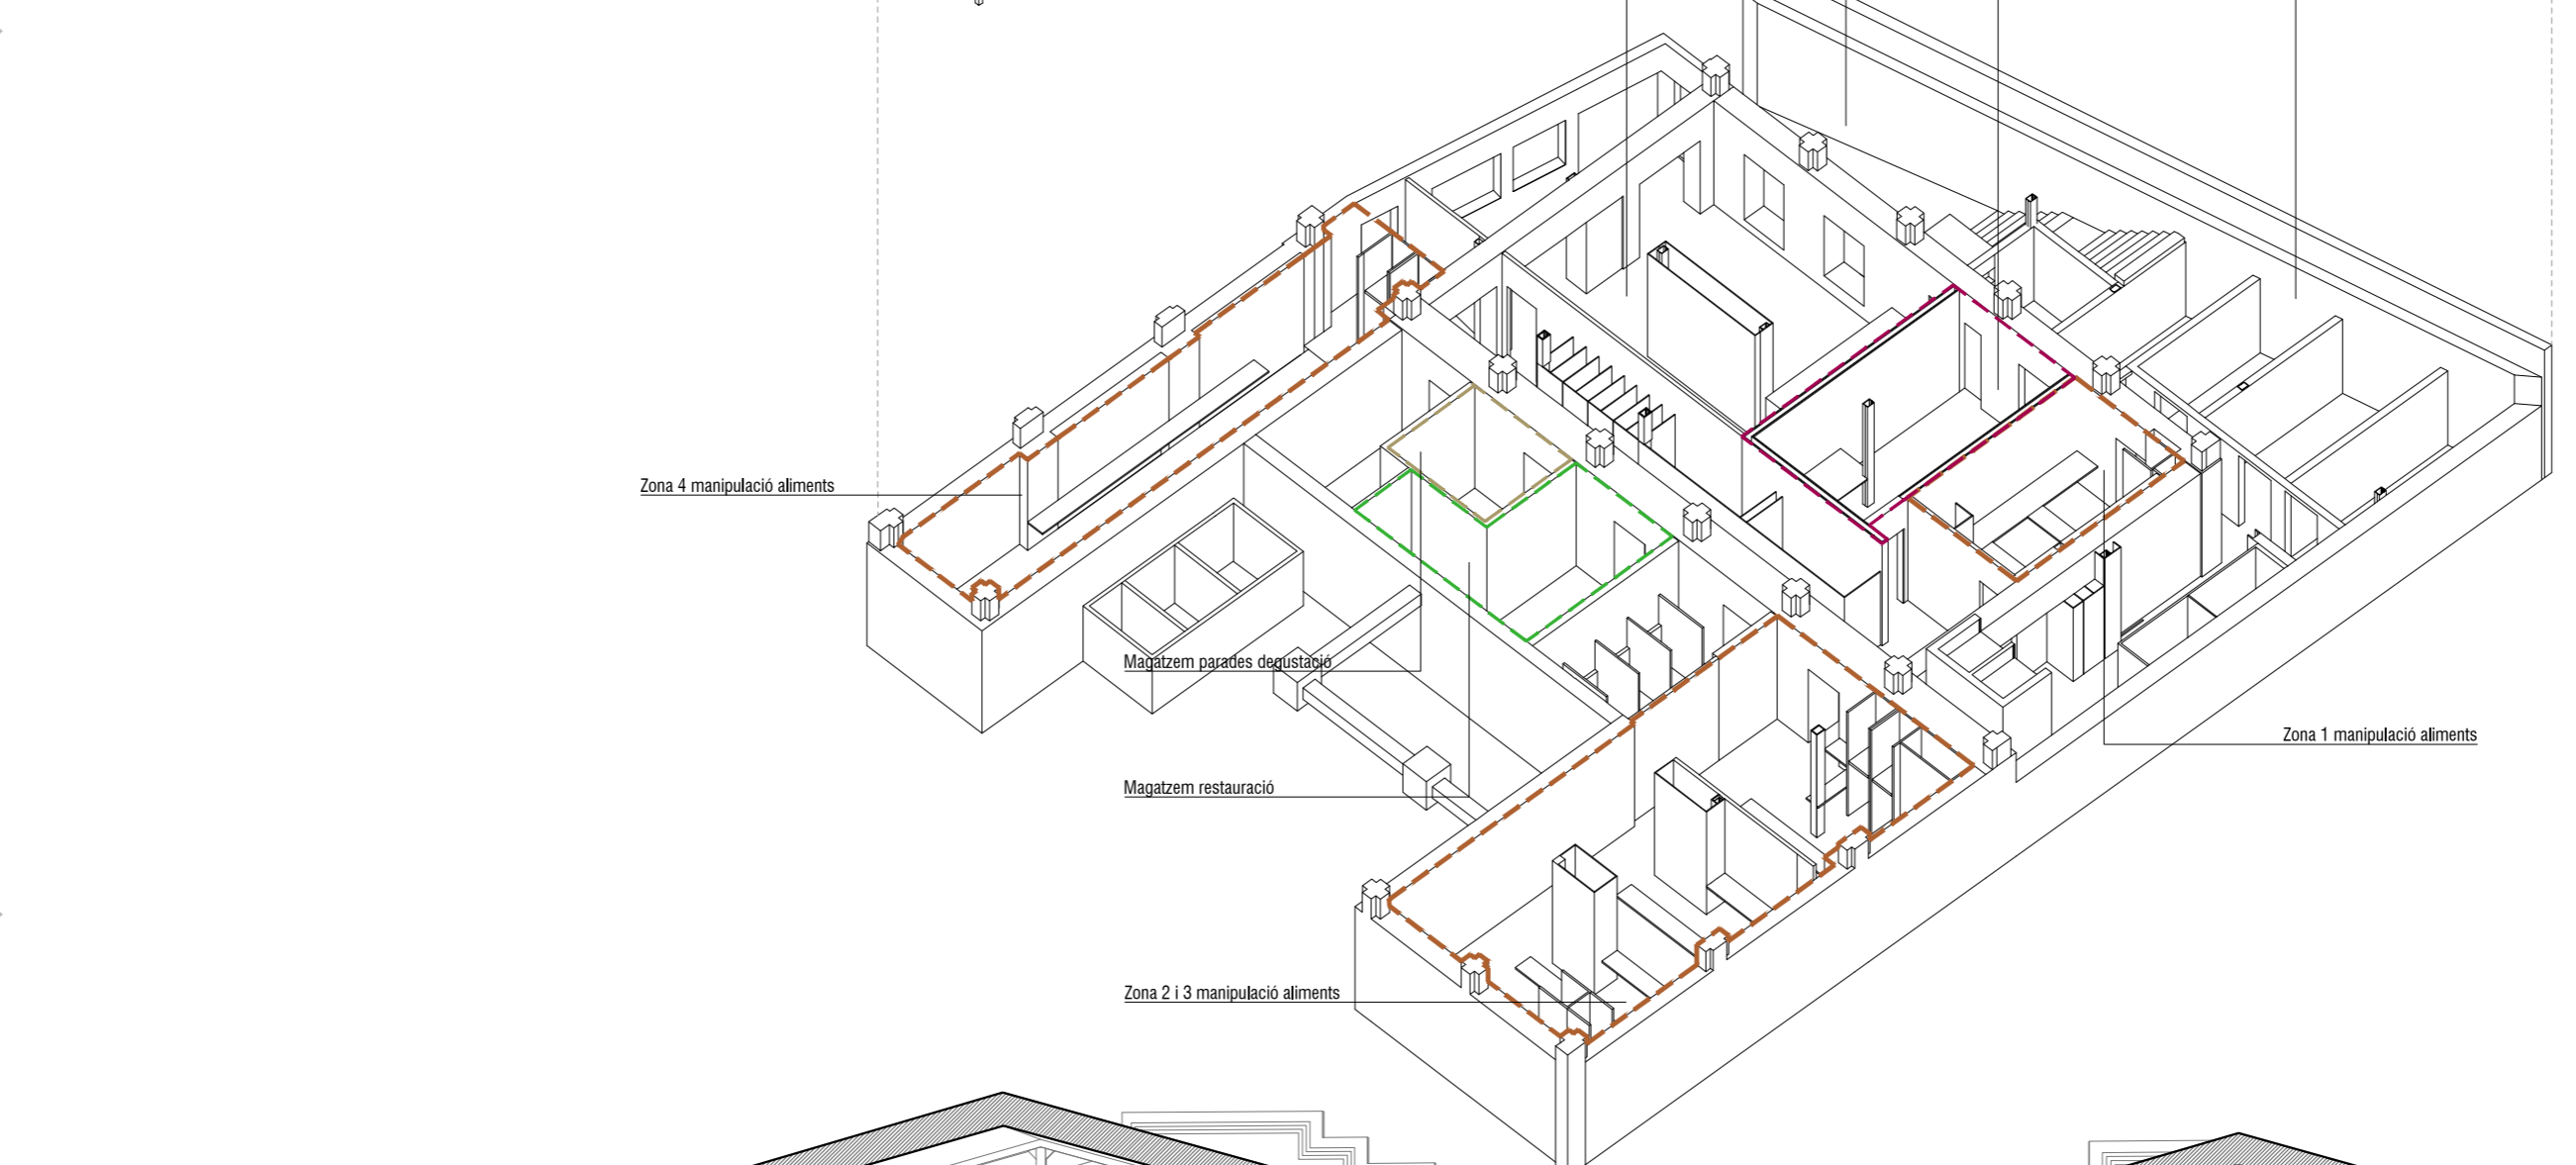 Zona 4 manipulació aliments
Magatzem parades degustació
Zona 1 manipulació aliments
Magatzem restauració
Zona 2 i 3 manipulació aliments